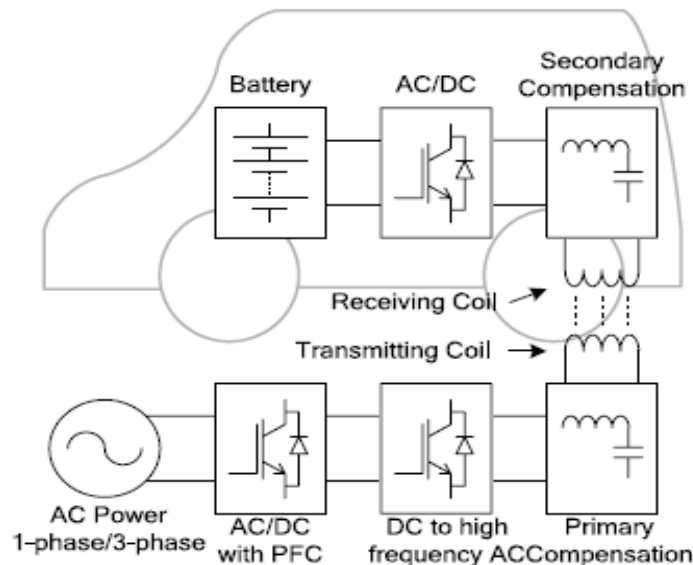 Battery
AC/DC
Secondary
Compensation
Receiving Coil
Transmitting Coil
AC Power
1-phase/3-phase
AC/DC
with PFC
DC to high
frequency AC
Primary
Compensation